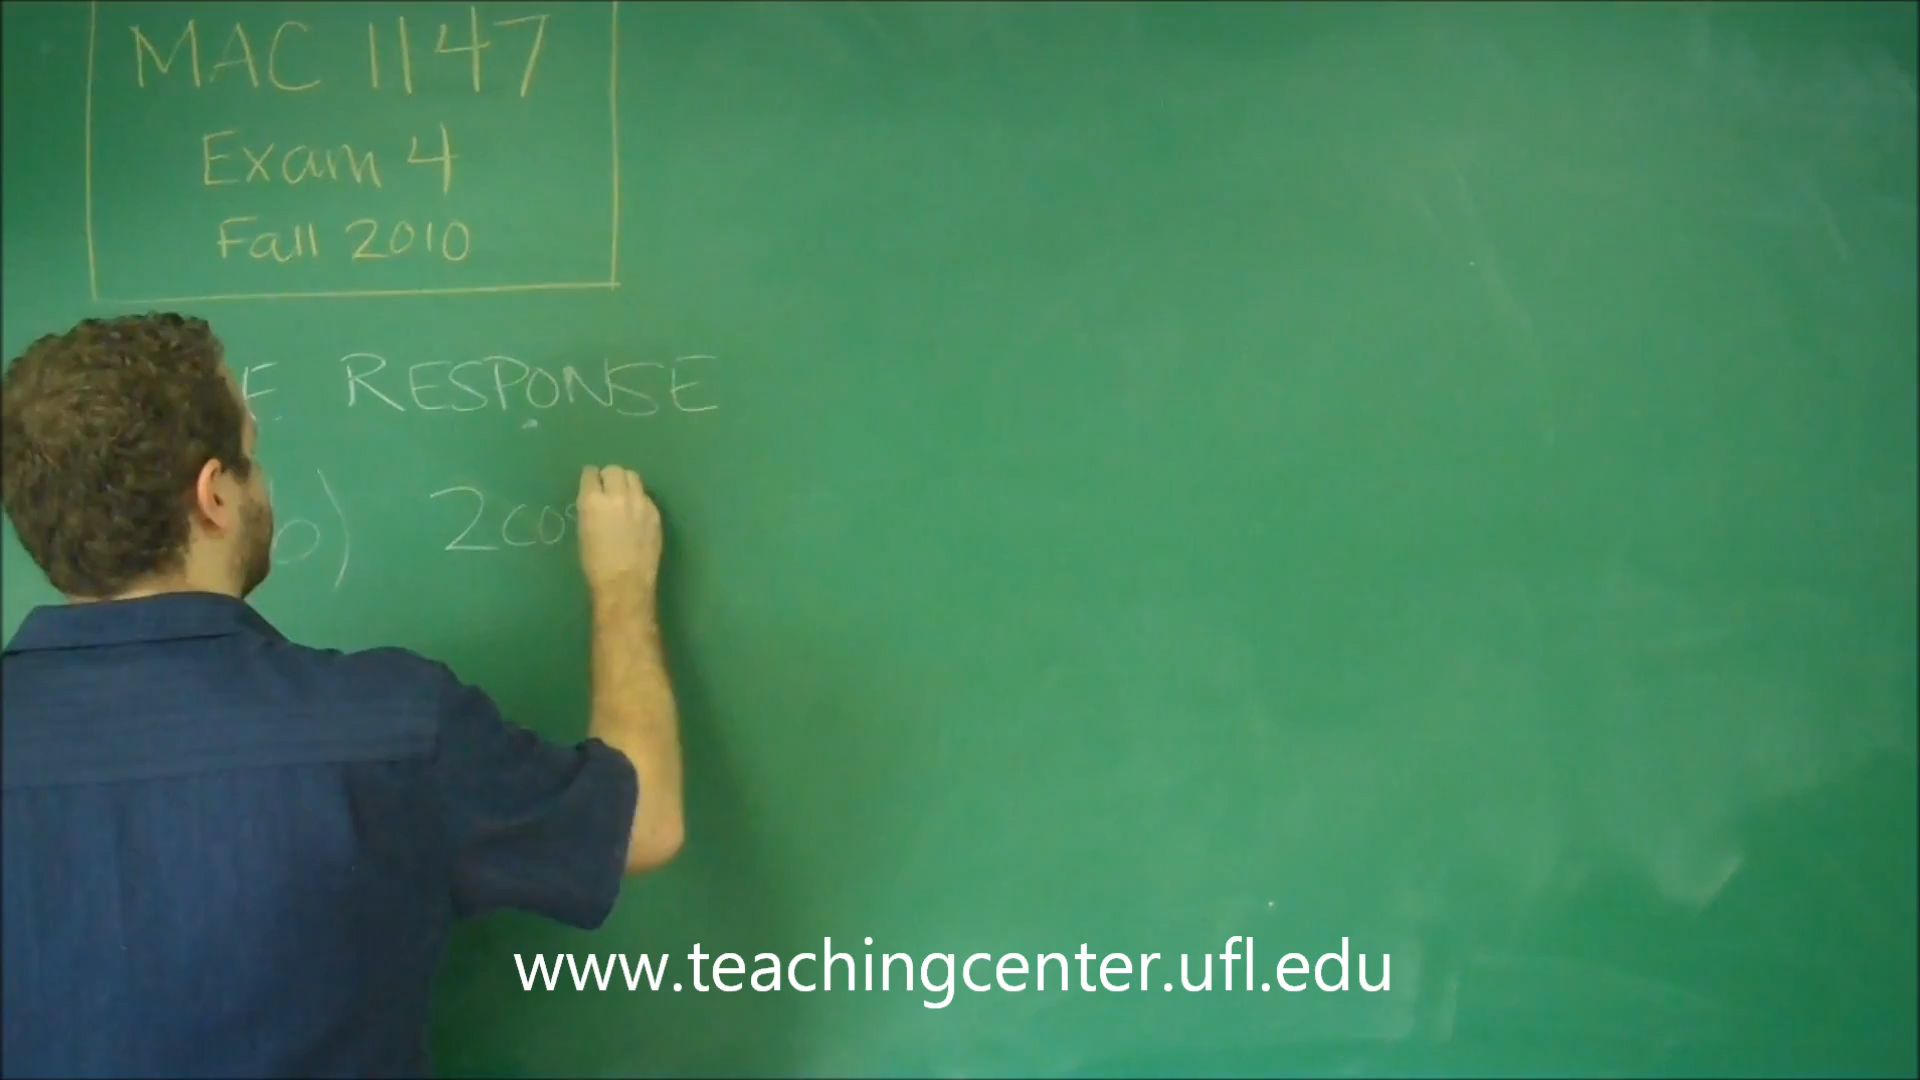 MAC 1147
Exam 4
Fall 2010
RESPONSE
b) 2cos
www.teachingcenter.ufl.edu